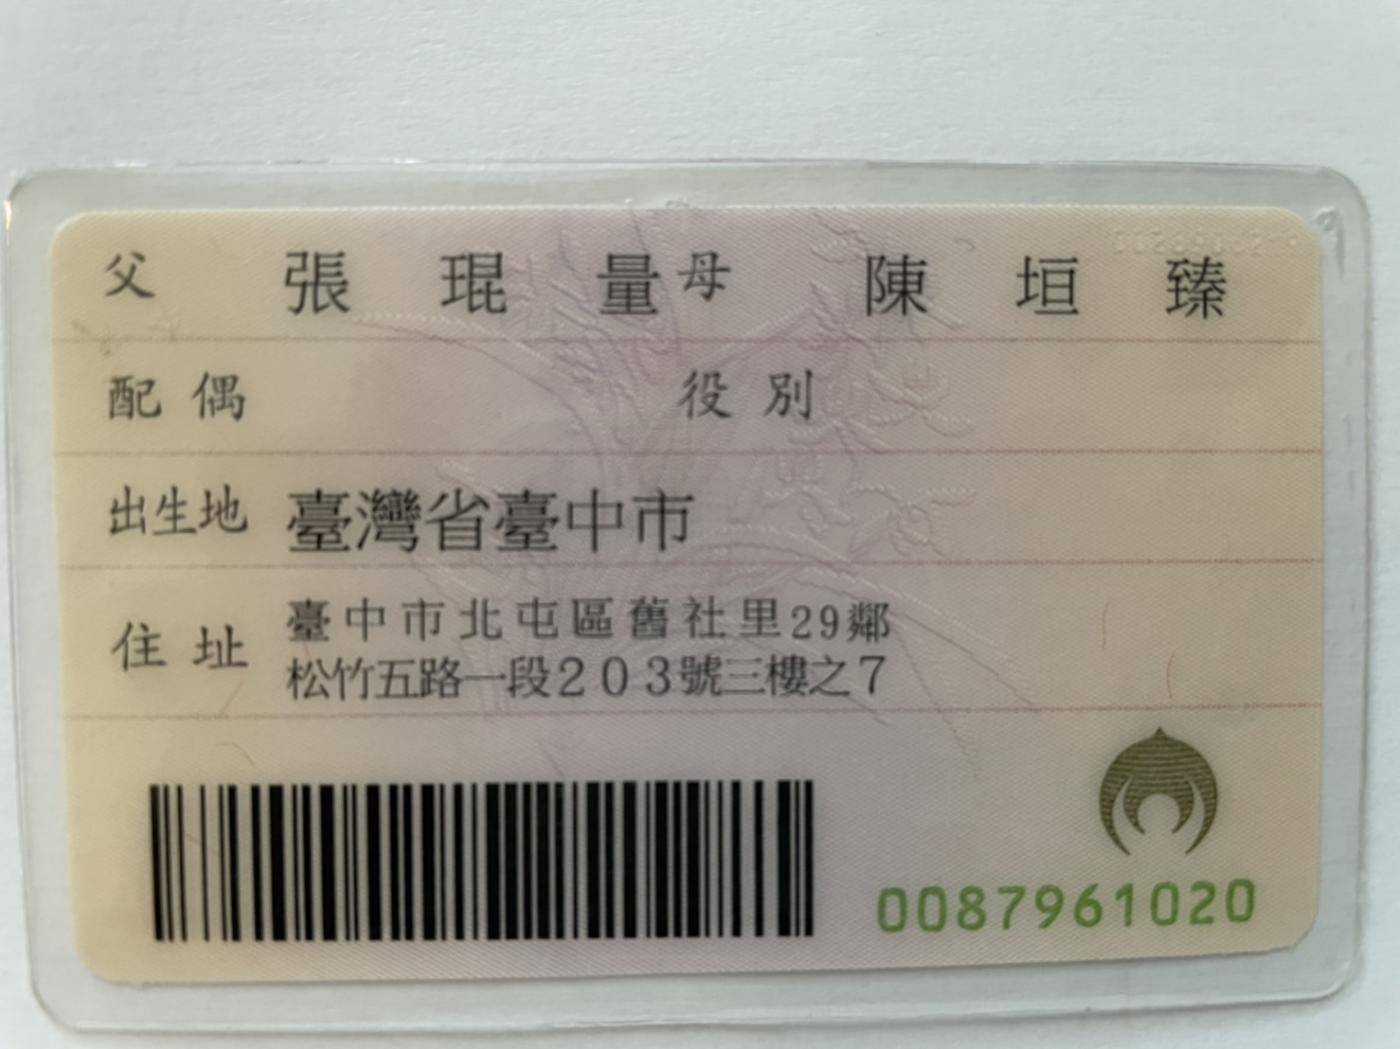 父 張琨量 母 陳垣臻
配偶 役別
出生地 臺灣省臺中市
住址 臺中市北屯區舊社里29鄰
松竹五路一段203號三樓之7
0087961020